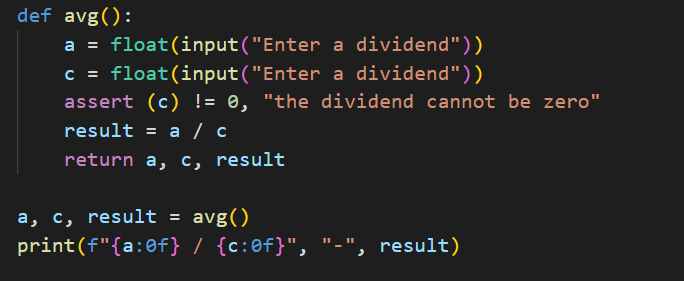 def avg():
    a = float(input("Enter a dividend"))
    c = float(input("Enter a dividend"))
    assert (c) != 0, "the dividend cannot be zero"
    result = a / c
    return a, c, result

a, c, result = avg()
print(f"{a:0f} / {c:0f}", "-", result)